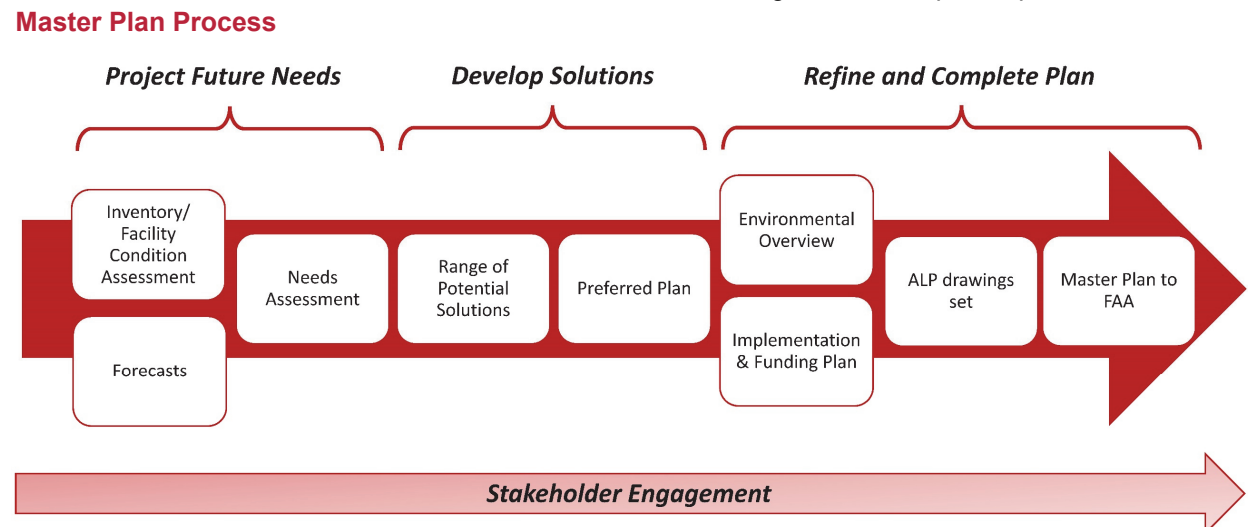 Master Plan Process
Project Future Needs
Develop Solutions
Refine and Complete Plan
Inventory/
Facility
Condition
Assessment
Forecasts
Needs
Assessment
Range of
Potential
Solutions
Preferred Plan
Environmental
Overview
Implementation
& Funding Plan
ALP drawings
set
Master Plan to
FAA
Stakeholder Engagement